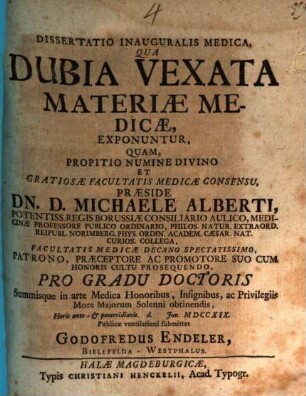 4
DISSERTATIO INAUGURALIS MEDICA,
QUA
DUBIA VEXATA
MATERIÆ ME-
DICÆ,
EXPONUNTUR,
QUAM,
PROPITIO NUMINE DIVINO
ET
GRATIOSÆ FACULTATIS MEDICÆ CONSENSU,
PRÆSIDE
DN. D. MICHAELE ALBERTI,
POTENTISS. REGIS BORUSSIÆ CONSILIARIO AULICO, MEDI-
CINÆ PROFESSORE PUBLICO ORDINARIO, PHILOS. NATUR. EXTRAORD.
REIPUBL. NORIMBERG. PHYS. ORDIN. ACADEM. CÆSAR. NAT.
CURIOS. COLLEGA,
FACULTATIS MEDICÆ DECANO SPECTATISSIMO,
PATRONO, PRÆCEPTORE AC PROMOTORE SUO CUM
HONORIS CULTU PROSEQUENDO,
PRO GRADU DOCTORIS
Summisque in arte Medica Honoribus, Insignibus, ac Privilegiis
More Majorum Solenni obtinendis,
Horis ante- & pomeridianis. d. Jun. MDCCXIX.
Publicæ ventilationi submittet
GODOFREDUS ENDELER,
BIELEFELDA - WESTPHALUS.
HALÆ MAGDEBURGICÆ,
Typis CHRISTIANI HENCKELII, Acad. Typogr.